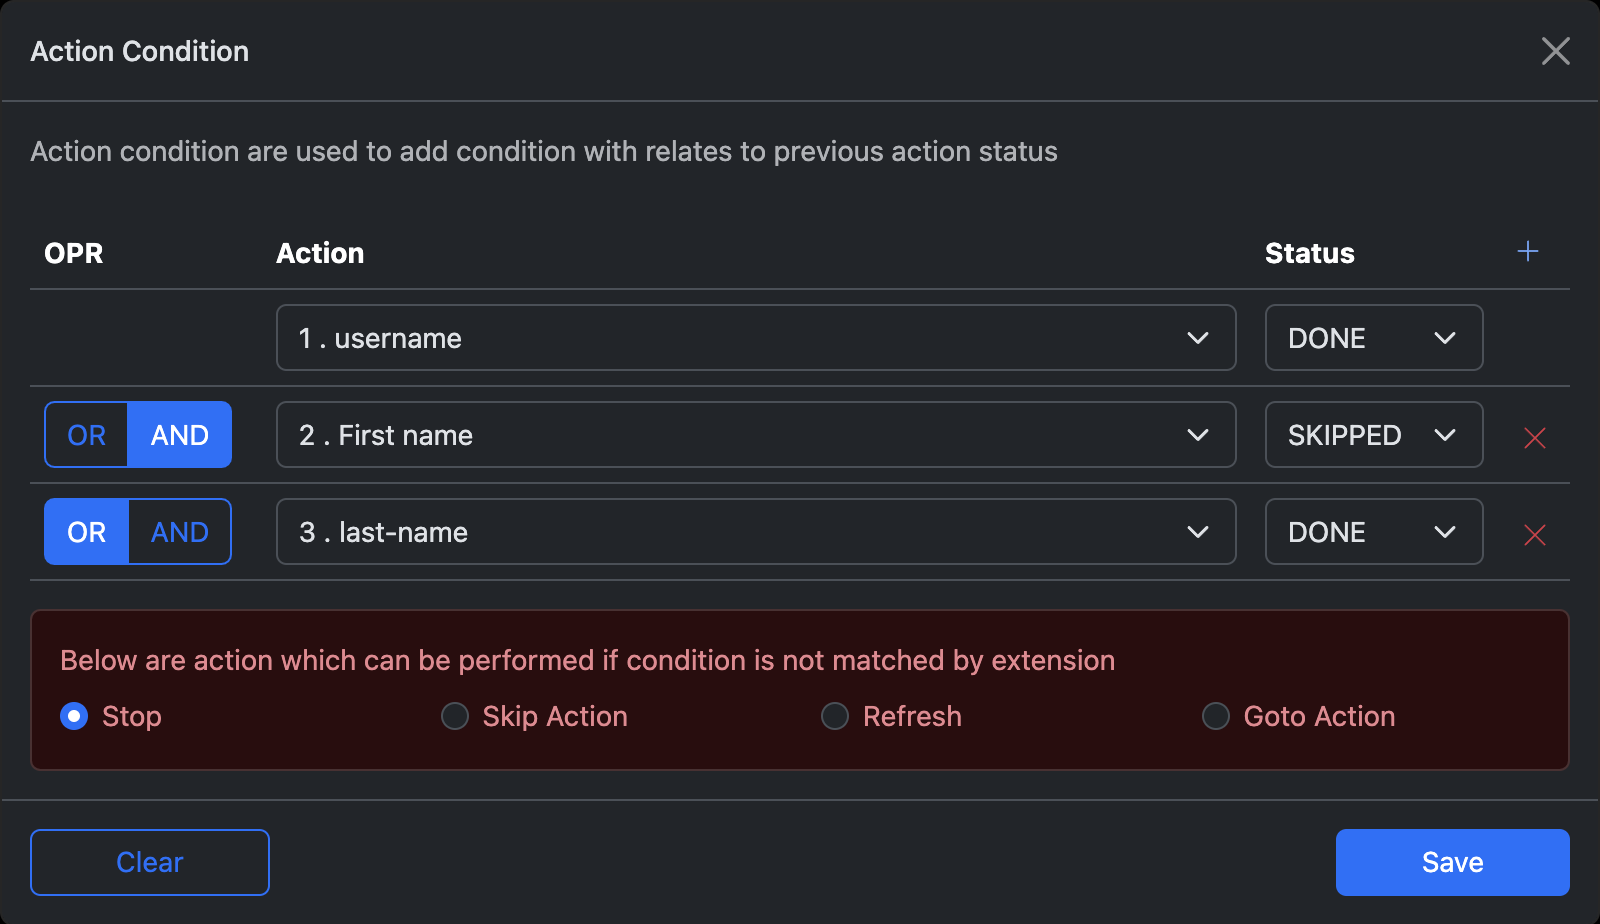 Action Condition
Action condition are used to add condition with relates to previous action status
OPR Action Status
1 . username DONE
OR AND 2 . First name SKIPPED
OR AND 3 . last-name DONE
Below are action which can be performed if condition is not matched by extension
Stop Skip Action Refresh Goto Action
Clear Save